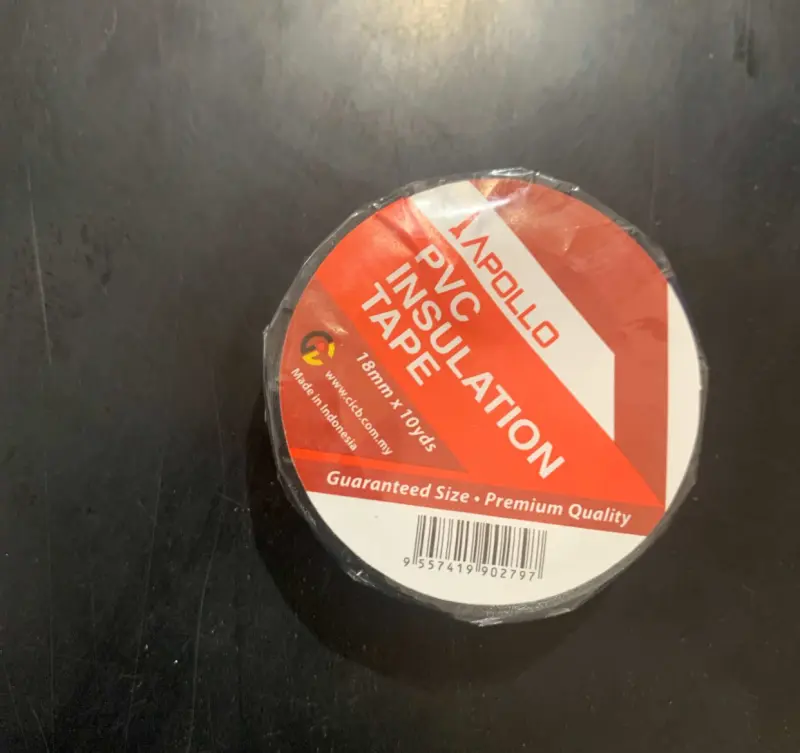 APOLLO
PVC
INSULATION
TAPE
18mm x 10yds
www.cicb.com.my
Made in Indonesia
Guaranteed Size • Premium Quality
9 557419 902797